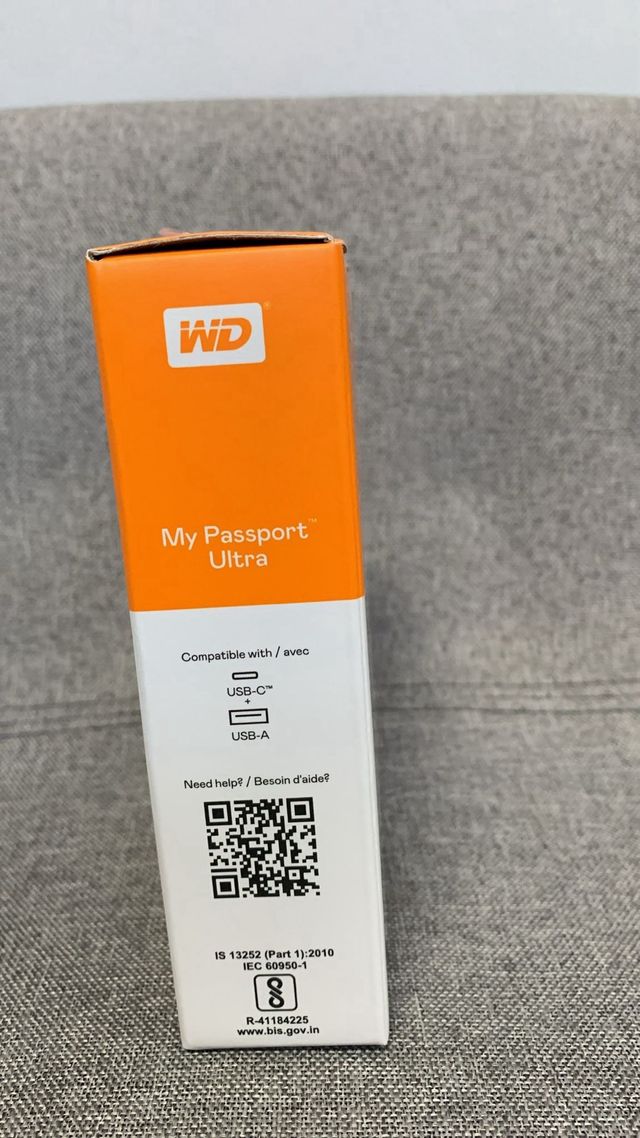 WD®
My Passport™
Ultra
Compatible with / avec
USB-C™
+
USB-A
Need help? / Besoin d'aide?
IS 13252 (Part 1):2010
IEC 60950-1
R-41184225
www.bis.gov.in